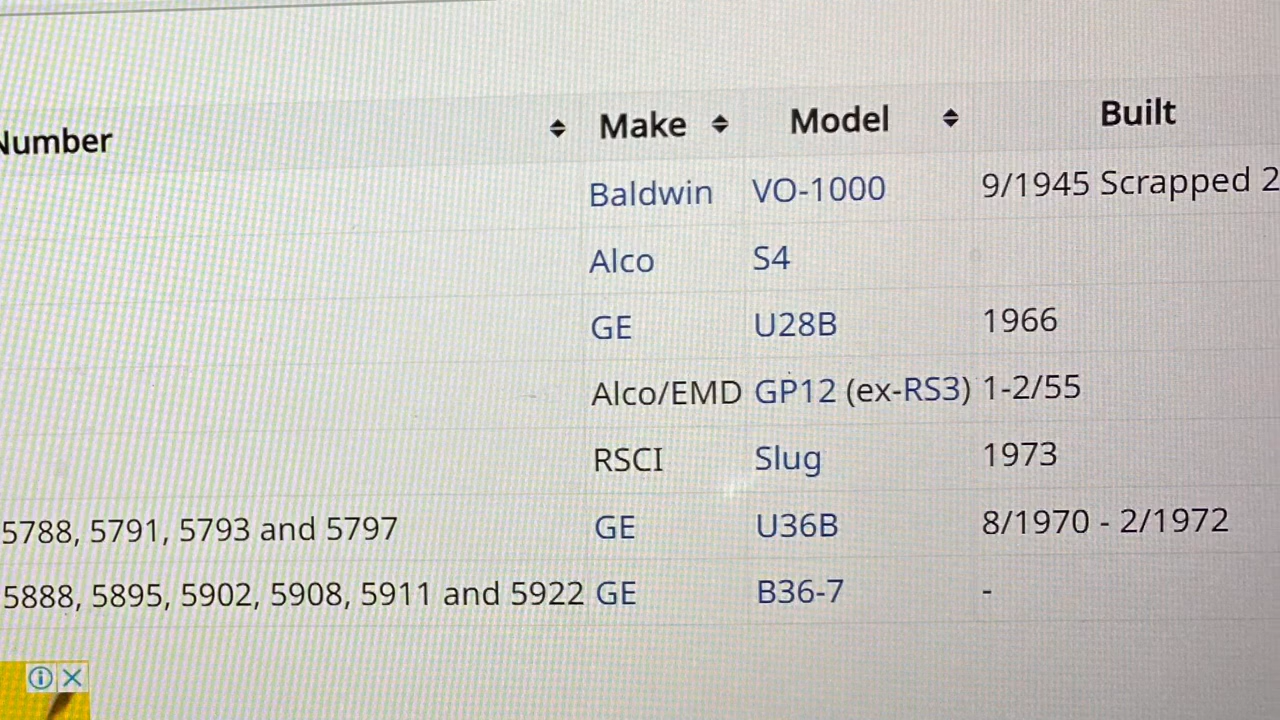 Number Make Model Built
Baldwin VO-1000 9/1945 Scrapped 2
Alco S4
GE U28B 1966
Alco/EMD GP12 (ex-RS3) 1-2/55
RSCI Slug 1973
5788, 5791, 5793 and 5797 GE U36B 8/1970 - 2/1972
5888, 5895, 5902, 5908, 5911 and 5922 GE B36-7 -